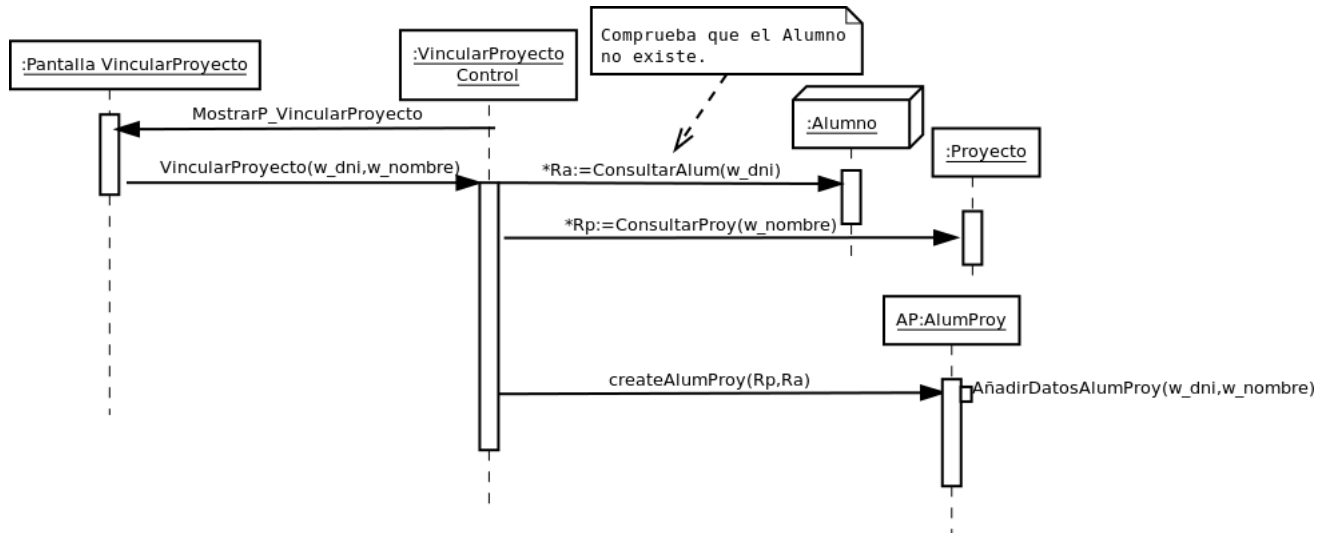 Comprueba que el Alumno
no existe.
:Pantalla VincularProyecto
:VincularProyecto
Control
:Alumno
:Proyecto
MostrarP_VincularProyecto
VincularProyecto(w_dni,w_nombre)
*Ra:=ConsultarAlum(w_dni)
*Rp:=ConsultarProy(w_nombre)
AP:AlumProy
createAlumProy(Rp,Ra)
AñadirDatosAlumProy(w_dni,w_nombre)